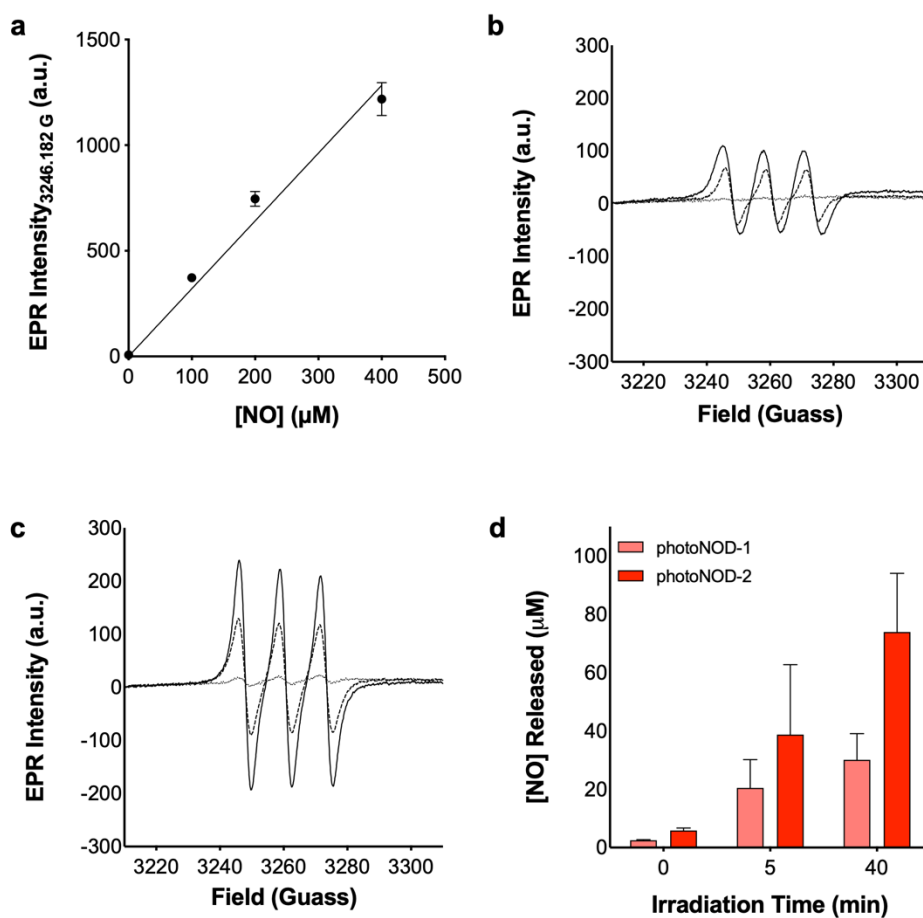 a
EPR Intensity3246.182 G (a.u.)
1500
1000
500
0
0 100 200 300 400 500
[NO] (µM)
b
EPR Intensity (a.u.)
300
200
100
0
-100
-200
-300
3220 3240 3260 3280 3300
Field (Guass)
c
EPR Intensity (a.u.)
300
200
100
0
-100
-200
-300
3220 3240 3260 3280 3300
Field (Guass)
d
[NO] Released (µM)
photoNOD-1
photoNOD-2
100
80
60
40
20
0
0 5 40
Irradiation Time (min)